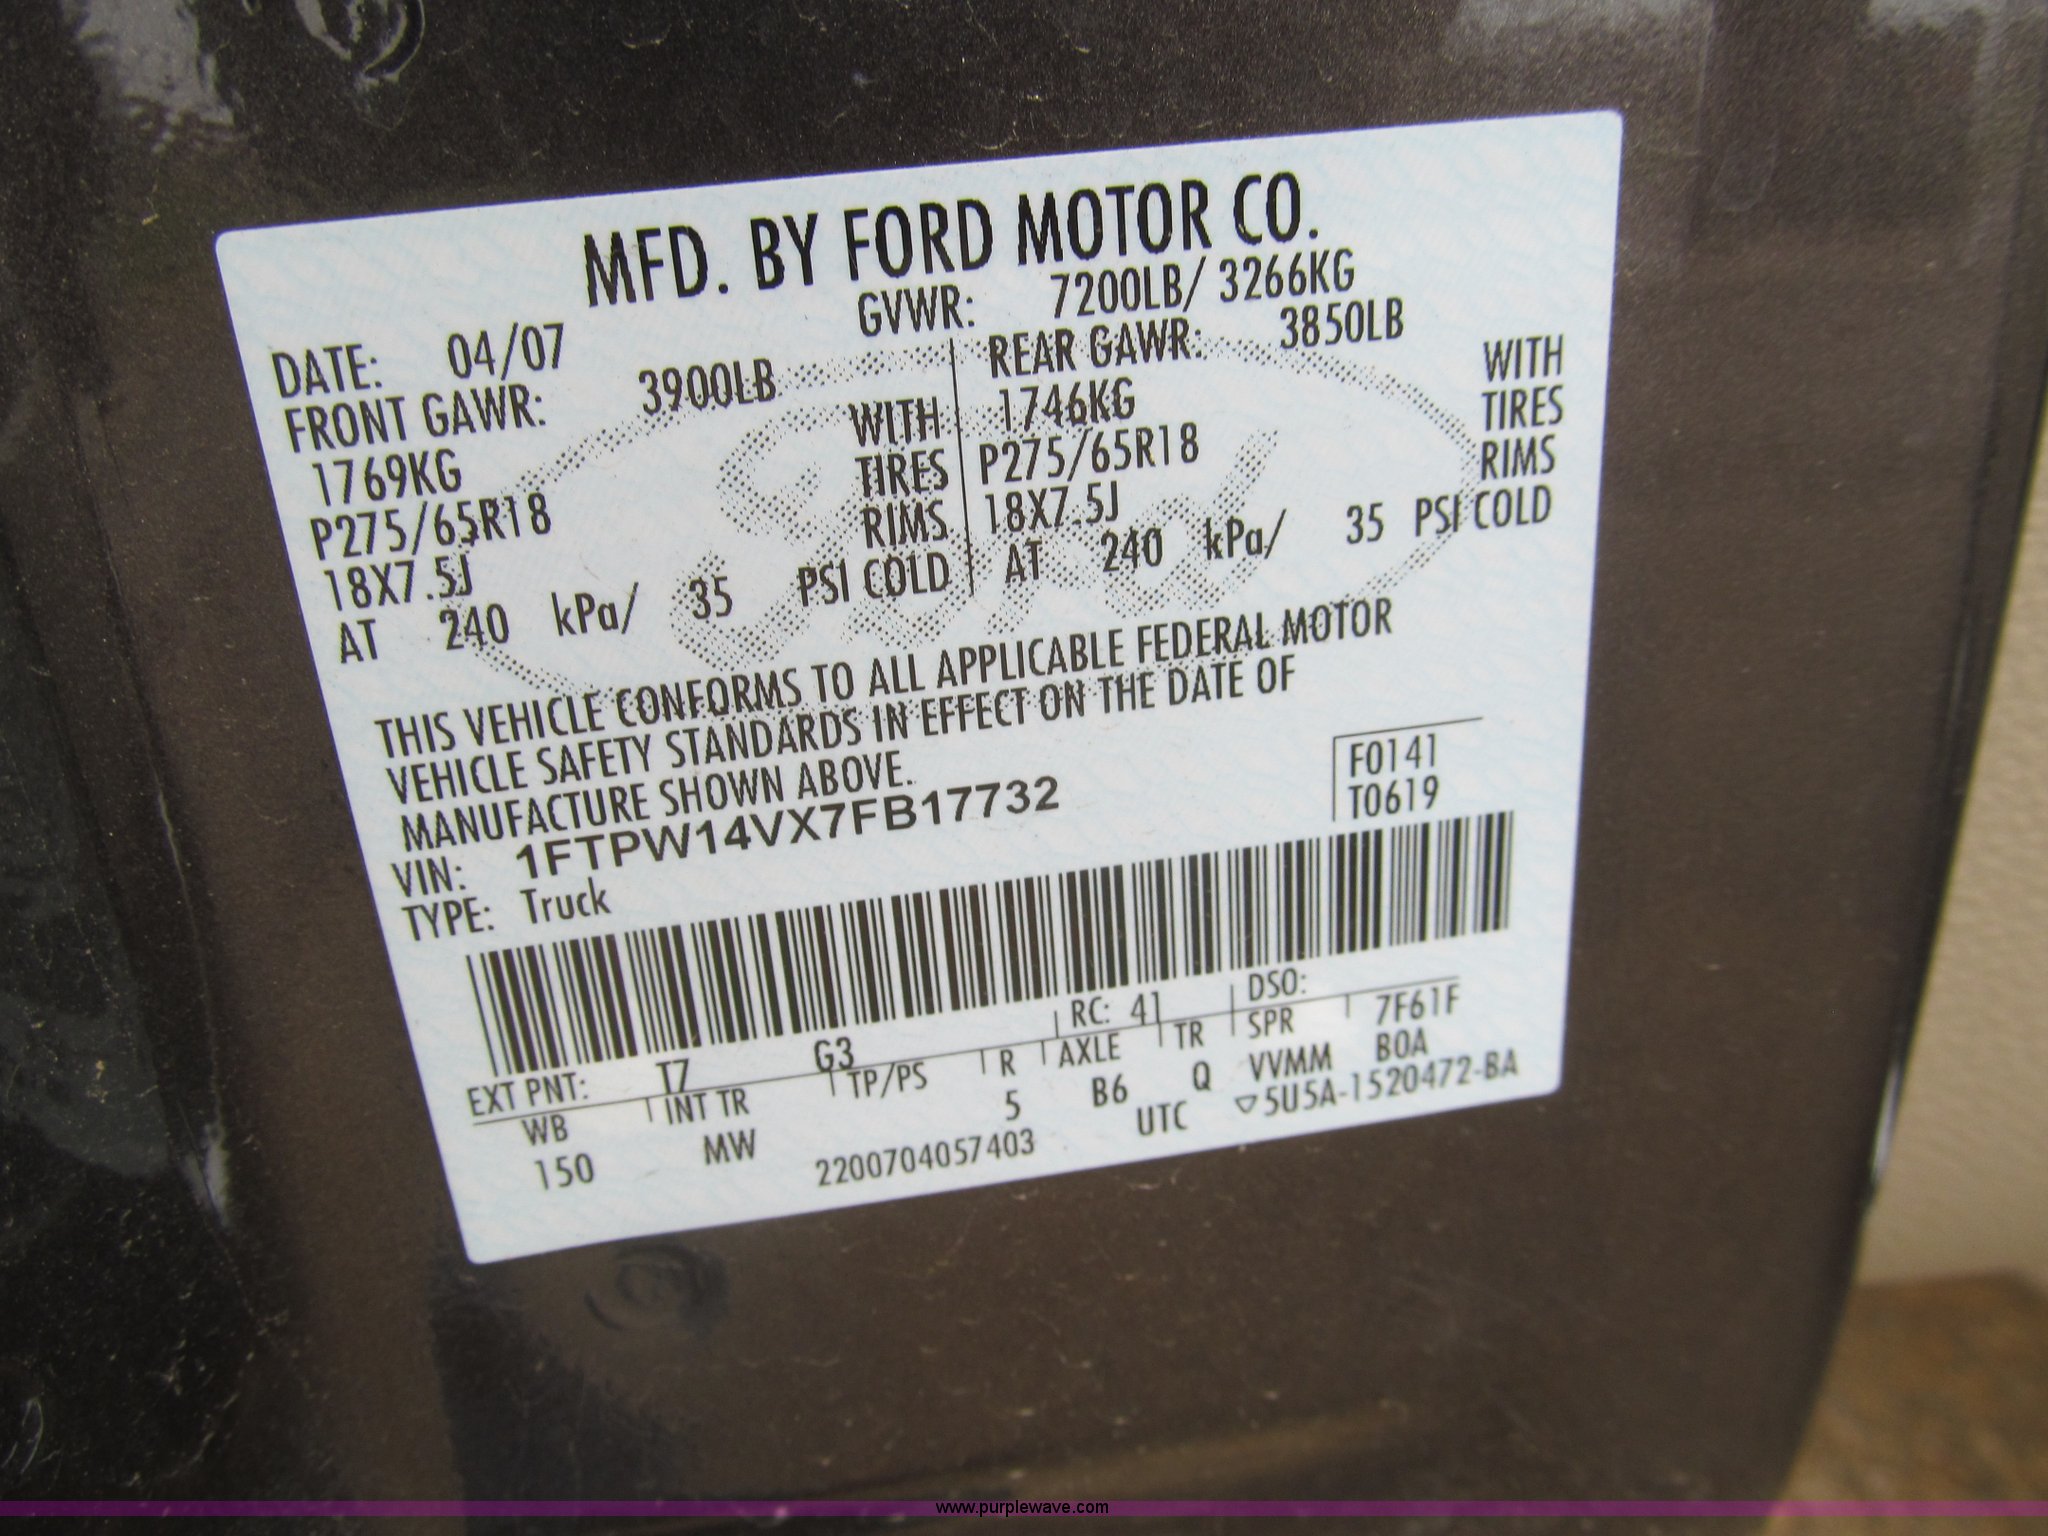 MFD. BY FORD MOTOR CO.
DATE: 04/07 GVWR: 7200LB/ 3266KG
FRONT GAWR: 3900LB REAR GAWR: 3850LB
1769KG WITH 1746KG WITH
P275/65R18 TIRES P275/65R18 TIRES
18X7.5J RIMS 18X7.5J RIMS
AT 240 kPa/ 35 PSI COLD AT 240 kPa/ 35 PSI COLD
THIS VEHICLE CONFORMS TO ALL APPLICABLE FEDERAL MOTOR
VEHICLE SAFETY STANDARDS IN EFFECT ON THE DATE OF
MANUFACTURE SHOWN ABOVE.
VIN: 1FTPW14VX7FB17732
F0141
T0619
TYPE: Truck
RC: 41 DSO:
EXT PNT: T7 G3
WB INT TR TP/PS R AXLE TR SPR 7F61F
150 MW 5 B6 Q VVMM B0A
2200704057403 UTC ▽5U5A-1520472-BA
www.purplewave.com